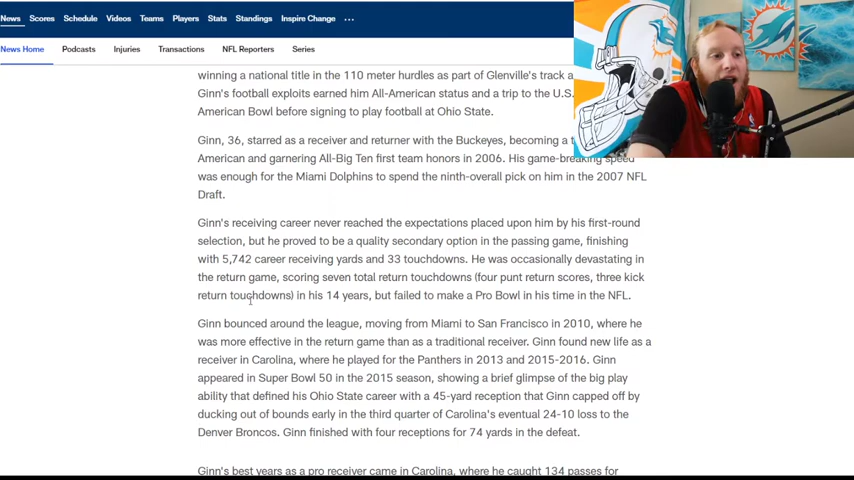 News Scores Schedule Videos Teams Players Stats Standings Inspire Change ...
News Home Podcasts Injuries Transactions NFL Reporters Series
winning a national title in the 110 meter hurdles as part of Glenville's track a
Ginn's football exploits earned him All-American status and a trip to the U.S.
American Bowl before signing to play football at Ohio State.
Ginn, 36, starred as a receiver and returner with the Buckeyes, becoming a t
American and garnering All-Big Ten first team honors in 2006. His game-breaking speed
was enough for the Miami Dolphins to spend the ninth-overall pick on him in the 2007 NFL
Draft.
Ginn's receiving career never reached the expectations placed upon him by his first-round
selection, but he proved to be a quality secondary option in the passing game, finishing
with 5,742 career receiving yards and 33 touchdowns. He was occasionally devastating in
the return game, scoring seven total return touchdowns (four punt return scores, three kick
return touchdowns) in his 14 years, but failed to make a Pro Bowl in his time in the NFL.
Ginn bounced around the league, moving from Miami to San Francisco in 2010, where he
was more effective in the return game than as a traditional receiver. Ginn found new life as a
receiver in Carolina, where he played for the Panthers in 2013 and 2015-2016. Ginn
appeared in Super Bowl 50 in the 2015 season, showing a brief glimpse of the big play
ability that defined his Ohio State career with a 45-yard reception that Ginn capped off by
ducking out of bounds early in the third quarter of Carolina's eventual 24-10 loss to the
Denver Broncos. Ginn finished with four receptions for 74 yards in the defeat.
Ginn's best years as a pro receiver came in Carolina, where he caught 134 passes for